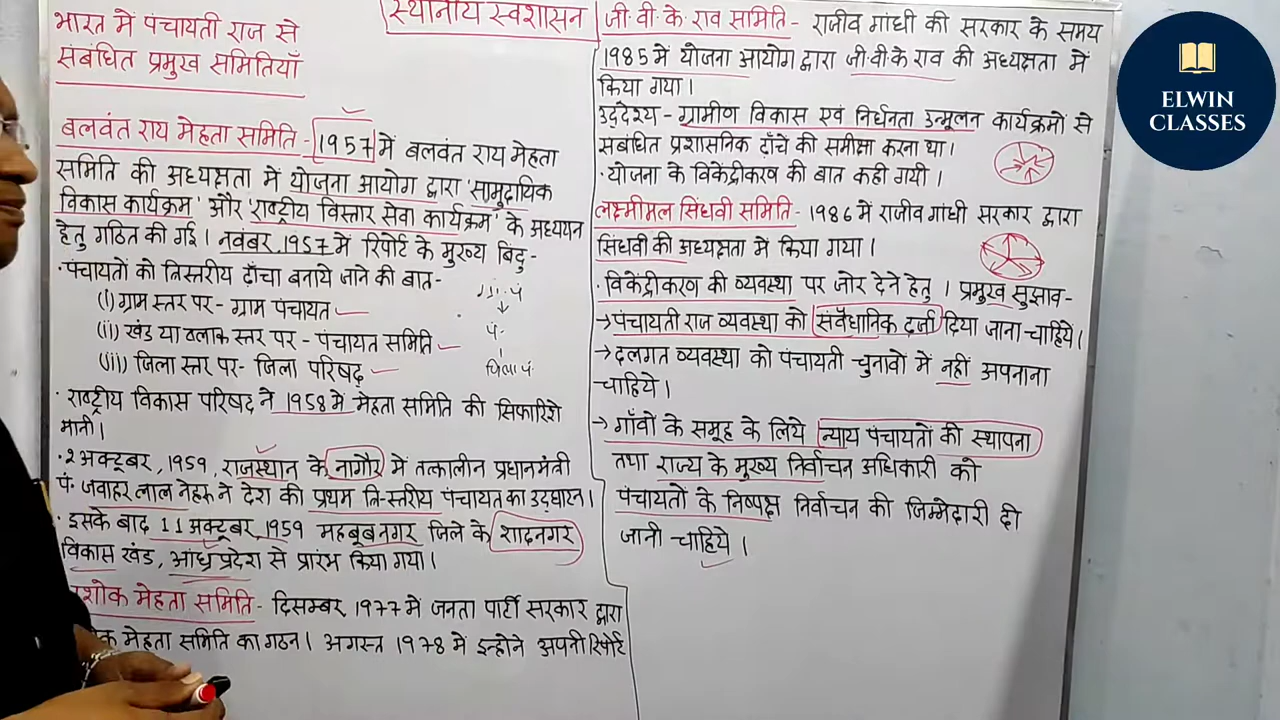 स्थानीय स्वशासन
भारत में पंचायती राज से
संबंधित प्रमुख समितियाँ
बलवंत राय मेहता समिति - 1957 में बलवंत राय मेहता
समिति की अध्यक्षता में योजना आयोग द्वारा 'सामुदायिक
विकास कार्यक्रम' और 'राष्ट्रीय विस्तार सेवा कार्यक्रम' के अध्ययन
हेतु गठित की गई। नवंबर 1957 में रिपोर्ट के मुख्य बिंदु -
·पंचायतों को त्रिस्तरीय ढ़ाँचा बनाये जाने की बात-
(i) ग्राम स्तर पर - ग्राम पंचायत
(ii) खंड या ब्लाक स्तर पर - पंचायत समिति
(iii) जिला स्तर पर - जिला परिषद्
· राष्ट्रीय विकास परिषद ने 1958 मे मेहता समिति की सिफारिशे
मानी।
·2 अक्टूबर, 1959, राजस्थान के नागौर में तत्कालीन प्रधानमंत्री
पं. जवाहर लाल नेहरू ने देश की प्रथम त्रि-स्तरीय पंचायत का उद्घाटन।
· इसके बाद 11 अक्टूबर, 1959 महबूबनगर जिले के शादनगर
विकास खंड, आंध्रप्रदेश से प्रारंभ किया गया।
शोक मेहता समिति - दिसम्बर 1977 में जनता पार्टी सरकार द्वारा
मेहता समिति का गठन। अगस्त 1978 मे इन्होने अपनी रिपोर्ट
जी. वी. के. राव समिति - राजीव गांधी की सरकार के समय
1985 में योजना आयोग द्वारा जी.वी.के राव की अध्यक्षता में
किया गया।
उद्देश्य - ग्रामीण विकास एवं निर्धनता उन्मूलन कार्यक्रमों से
संबंधित प्रशासनिक ढ़ाँचे की समीक्षा करना था।
·योजना के विकेंद्रीकरण की बात कही गयी।
लक्ष्मीमल सिंघवी समिति - 1986 में राजीव गांधी सरकार द्वारा
सिंघवी की अध्यक्षता में किया गया।
·विकेंद्रीकरण की व्यवस्था पर जोर देने हेतु। प्रमुख सुझाव-
→पंचायती राज व्यवस्था को संवैधानिक दर्जा दिया जाना चाहिये।
→दलगत व्यवस्था को पंचायती चुनावों में नहीं अपनाना
चाहिये।
→ गाँवों के समूह के लिये न्याय पंचायतों की स्थापना
तथा राज्य के मुख्य निर्वाचन अधिकारी को
पंचायतो के निष्पक्ष निर्वाचन की जिम्मेदारी दी
जानी चाहिये।
ELWIN
CLASSES